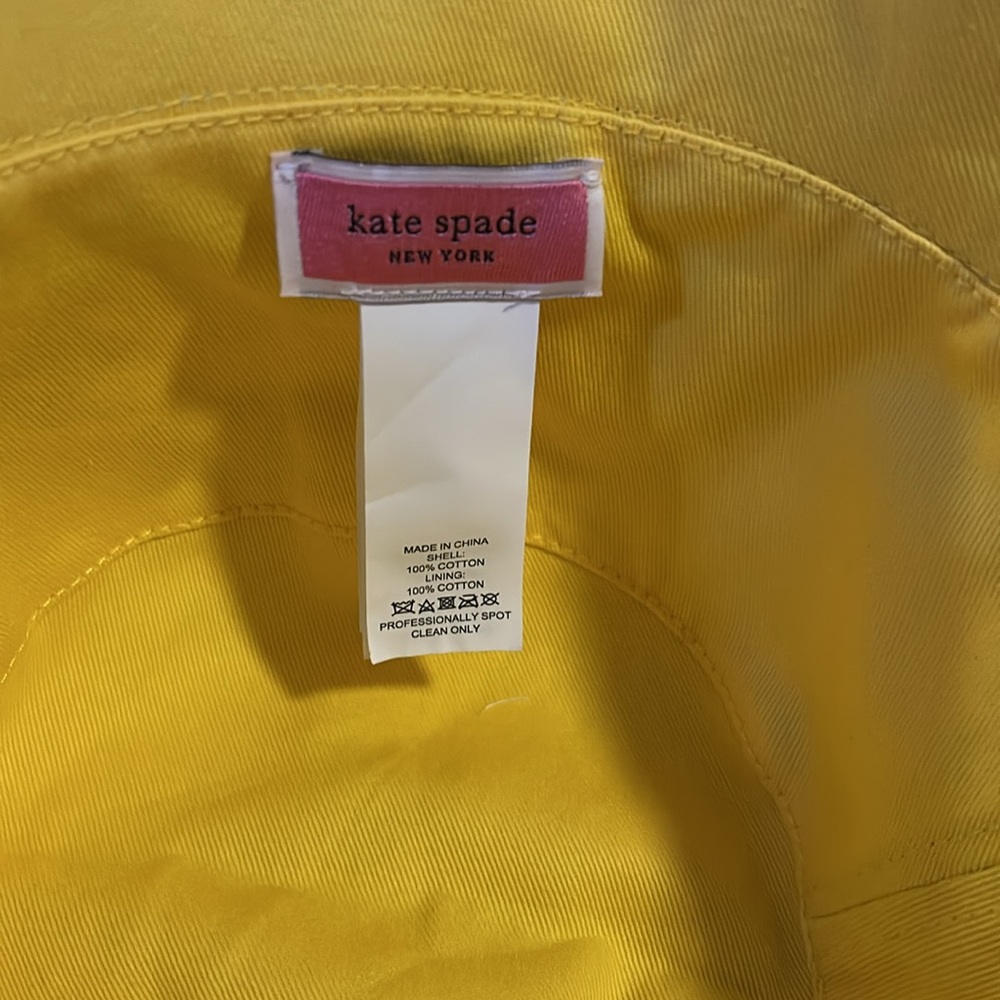 kate spade
NEW YORK
MADE IN CHINA
SHELL:
100% COTTON
LINING:
100% COTTON
PROFESSIONALLY SPOT
CLEAN ONLY